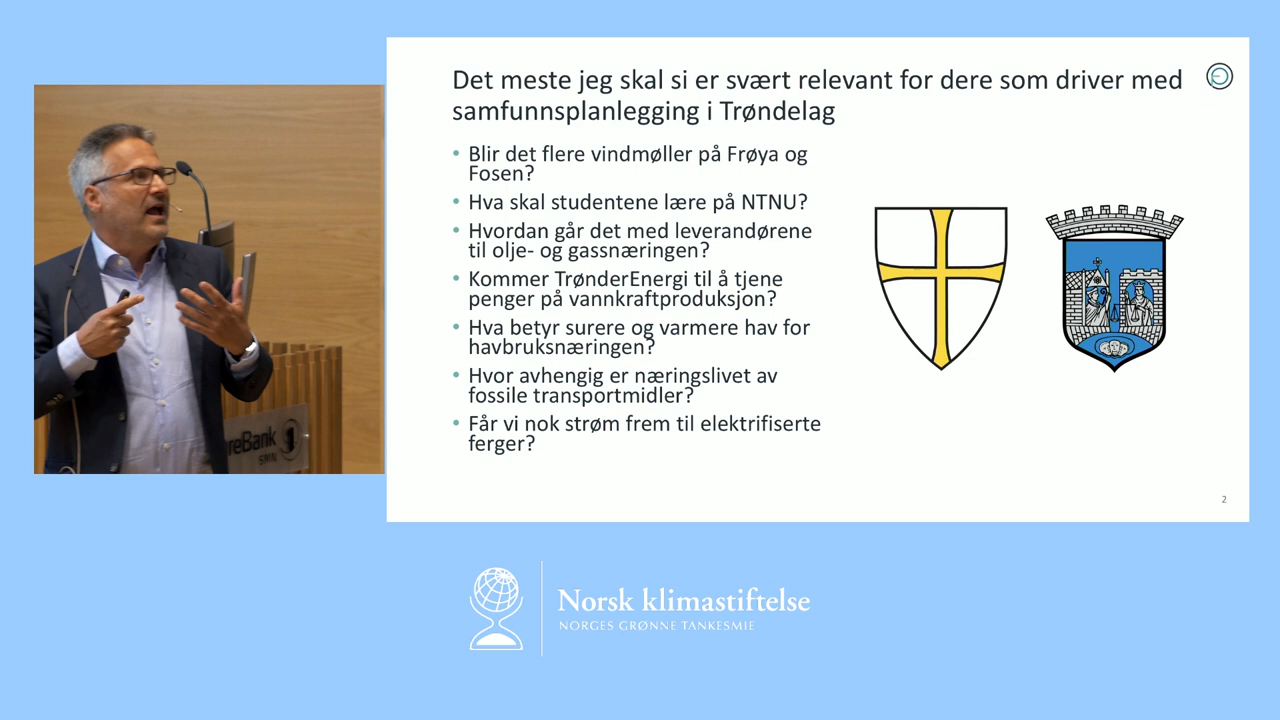 Det meste jeg skal si er svært relevant for dere som driver med
samfunnsplanlegging i Trøndelag
• Blir det flere vindmøller på Frøya og
Fosen?
• Hva skal studentene lære på NTNU?
• Hvordan går det med leverandørene
til olje- og gassnæringen?
• Kommer TrønderEnergi til å tjene
penger på vannkraftproduksjon?
• Hva betyr surere og varmere hav for
havbruksnæringen?
• Hvor avhengig er næringslivet av
fossile transportmidler?
• Får vi nok strøm frem til elektrifiserte
ferger?
2
reBank 1
SMN
Norsk klimastiftelse
NORGES GRØNNE TANKESMIE